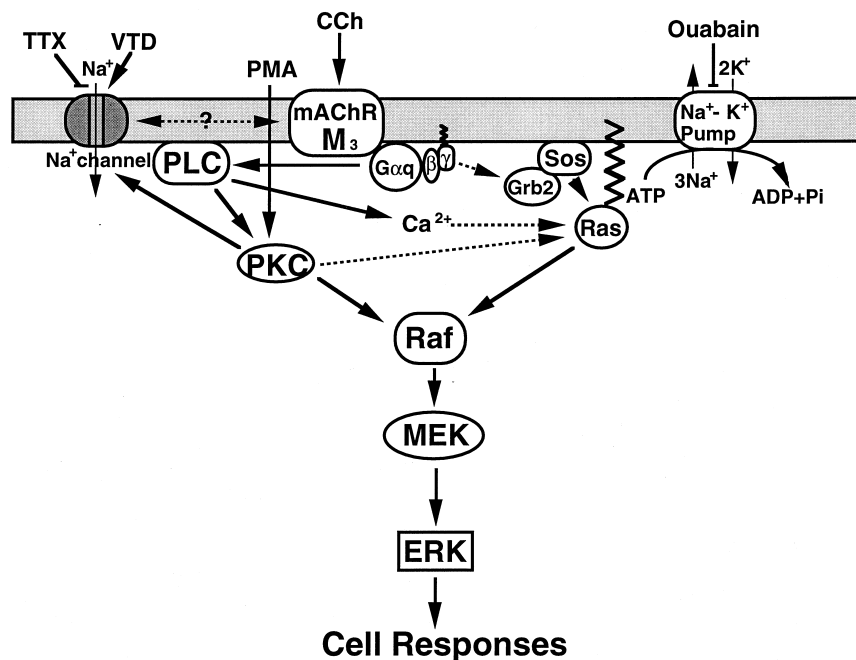 CCh
TTX
VTD
Ouabain
Na⁺
PMA
2K⁺
mAChR
M₃
?
Na⁺- K⁺
Pump
Na⁺channel
PLC
Gαq
β
γ
Sos
Grb2
ATP
3Na⁺
ADP+Pi
Ca²⁺
Ras
PKC
Raf
MEK
ERK
Cell Responses